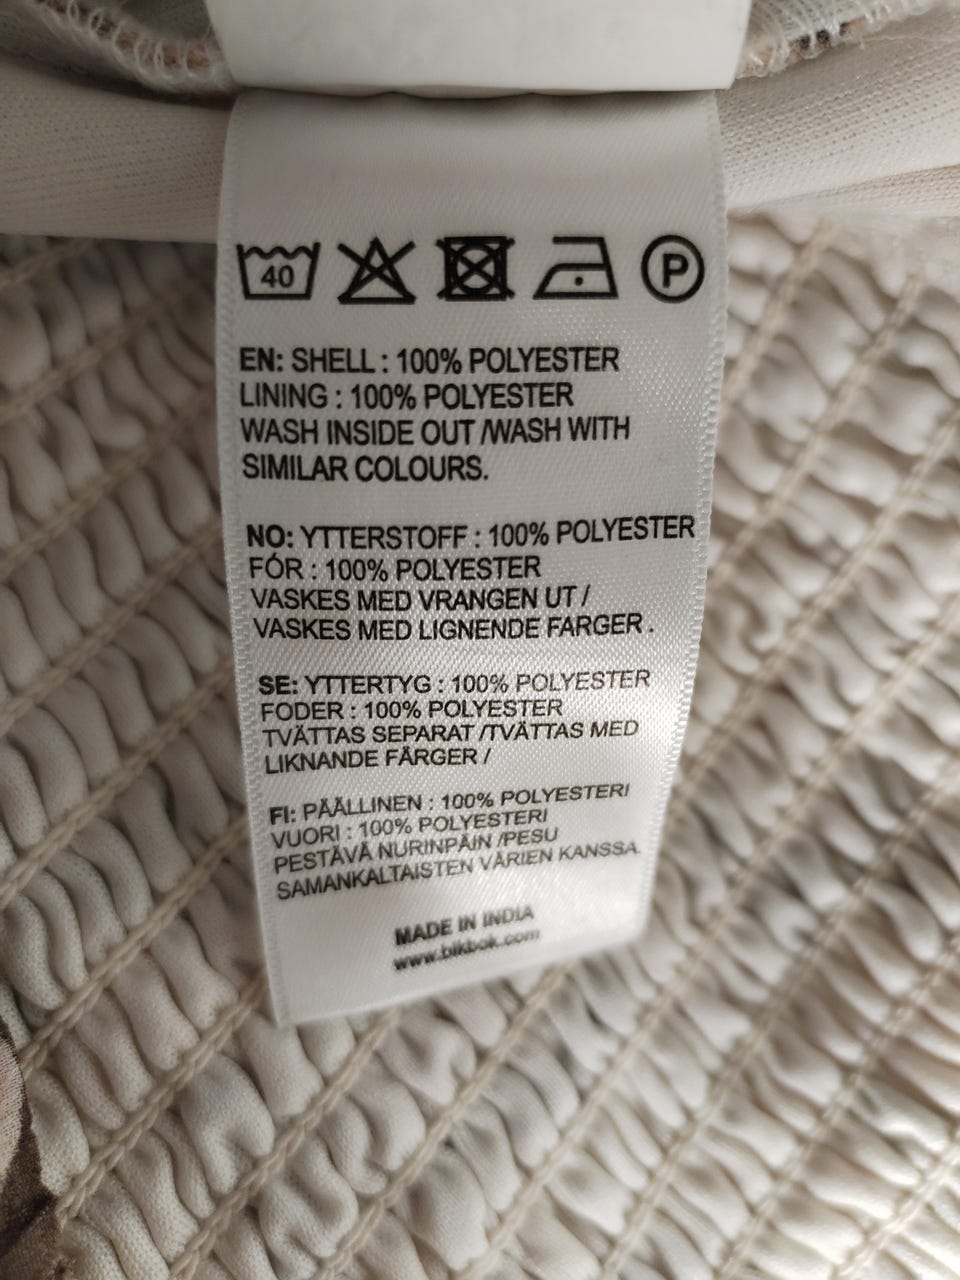 40
P
EN: SHELL : 100% POLYESTER
LINING : 100% POLYESTER
WASH INSIDE OUT /WASH WITH
SIMILAR COLOURS.
NO: YTTERSTOFF : 100% POLYESTER
FÓR : 100% POLYESTER
VASKES MED VRANGEN UT /
VASKES MED LIGNENDE FARGER .
SE: YTTERTYG : 100% POLYESTER
FODER : 100% POLYESTER
TVÄTTAS SEPARAT /TVÄTTAS MED
LIKNANDE FÄRGER /
FI: PÄÄLLINEN : 100% POLYESTERI
VUORI : 100% POLYESTERI
PESTÄVÄ NURINPÄIN /PESU
SAMANKALTAISTEN VÄRIEN KANSSA.
MADE IN INDIA
www.bikbok.com